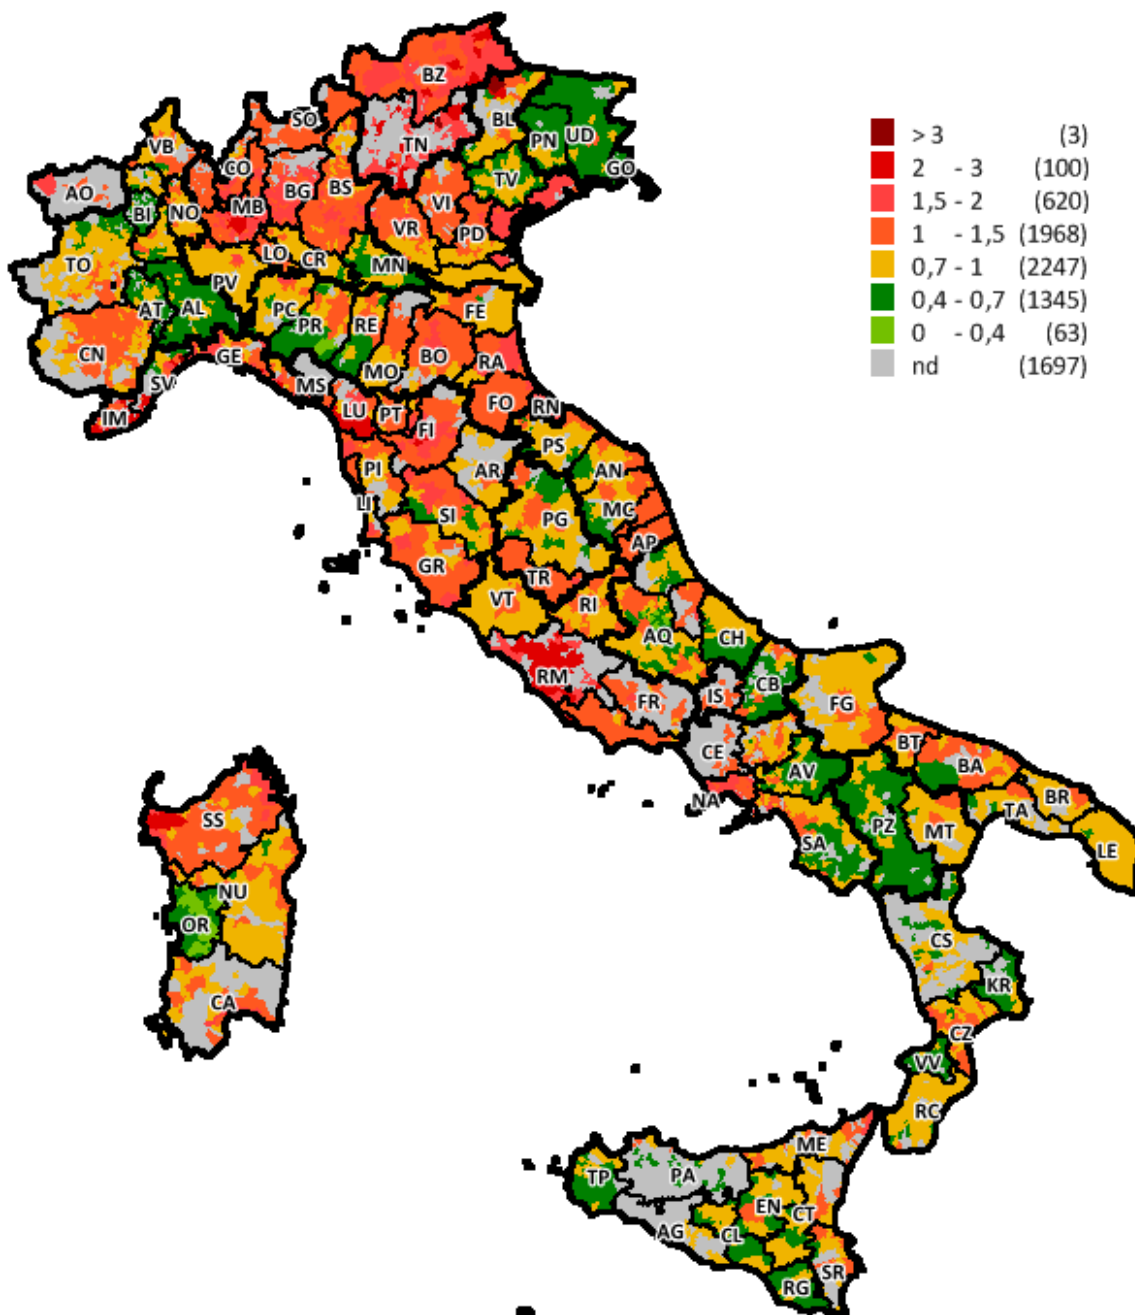 BZ
SO
TN
BL
PN
UD
GO
VB
CO
BG
BS
TV
AO
BI
NO
MB
VI
VR
PD
TO
LO
CR
MN
PV
AT
AL
PC
PR
RE
FE
CN
GE
MO
BO
RA
SV
MS
IM
LU
PT
FI
FO
RN
PI
AR
PS
AN
LI
SI
PG
MC
GR
TR
AP
VT
RI
AQ
CH
RM
FR
IS
CB
FG
CE
BT
BA
NA
AV
SS
SA
PZ
MT
TA
BR
LE
NU
OR
CS
CA
KR
CZ
VV
RC
ME
TP
PA
EN
CT
AG
CL
RG
SR
> 3 (3)
2 - 3 (100)
1,5 - 2 (620)
1 - 1,5 (1968)
0,7 - 1 (2247)
0,4 - 0,7 (1345)
0 - 0,4 (63)
nd (1697)